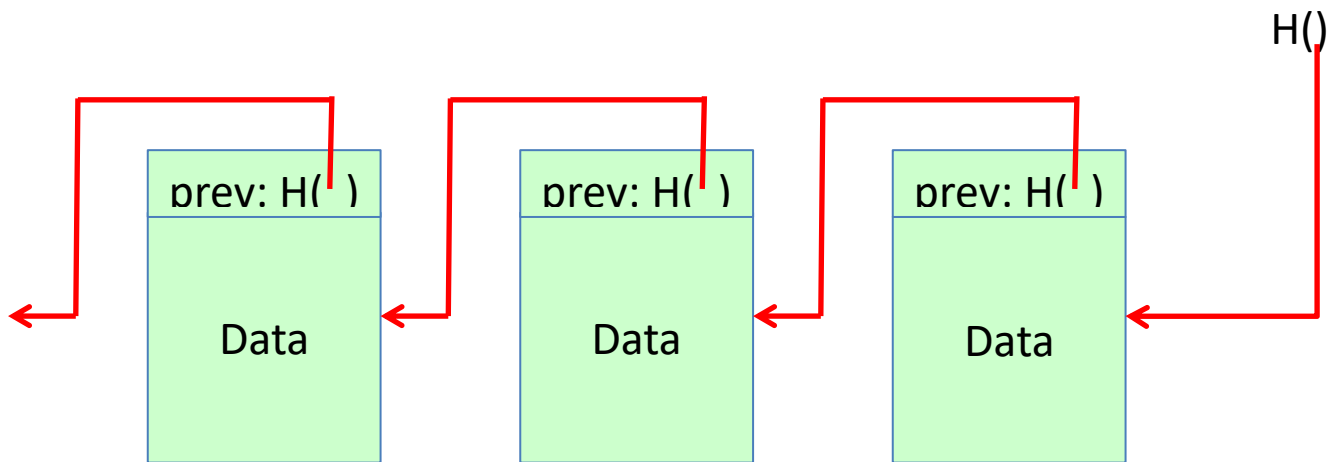 H()
prev: H( )
prev: H( )
prev: H( )
Data
Data
Data